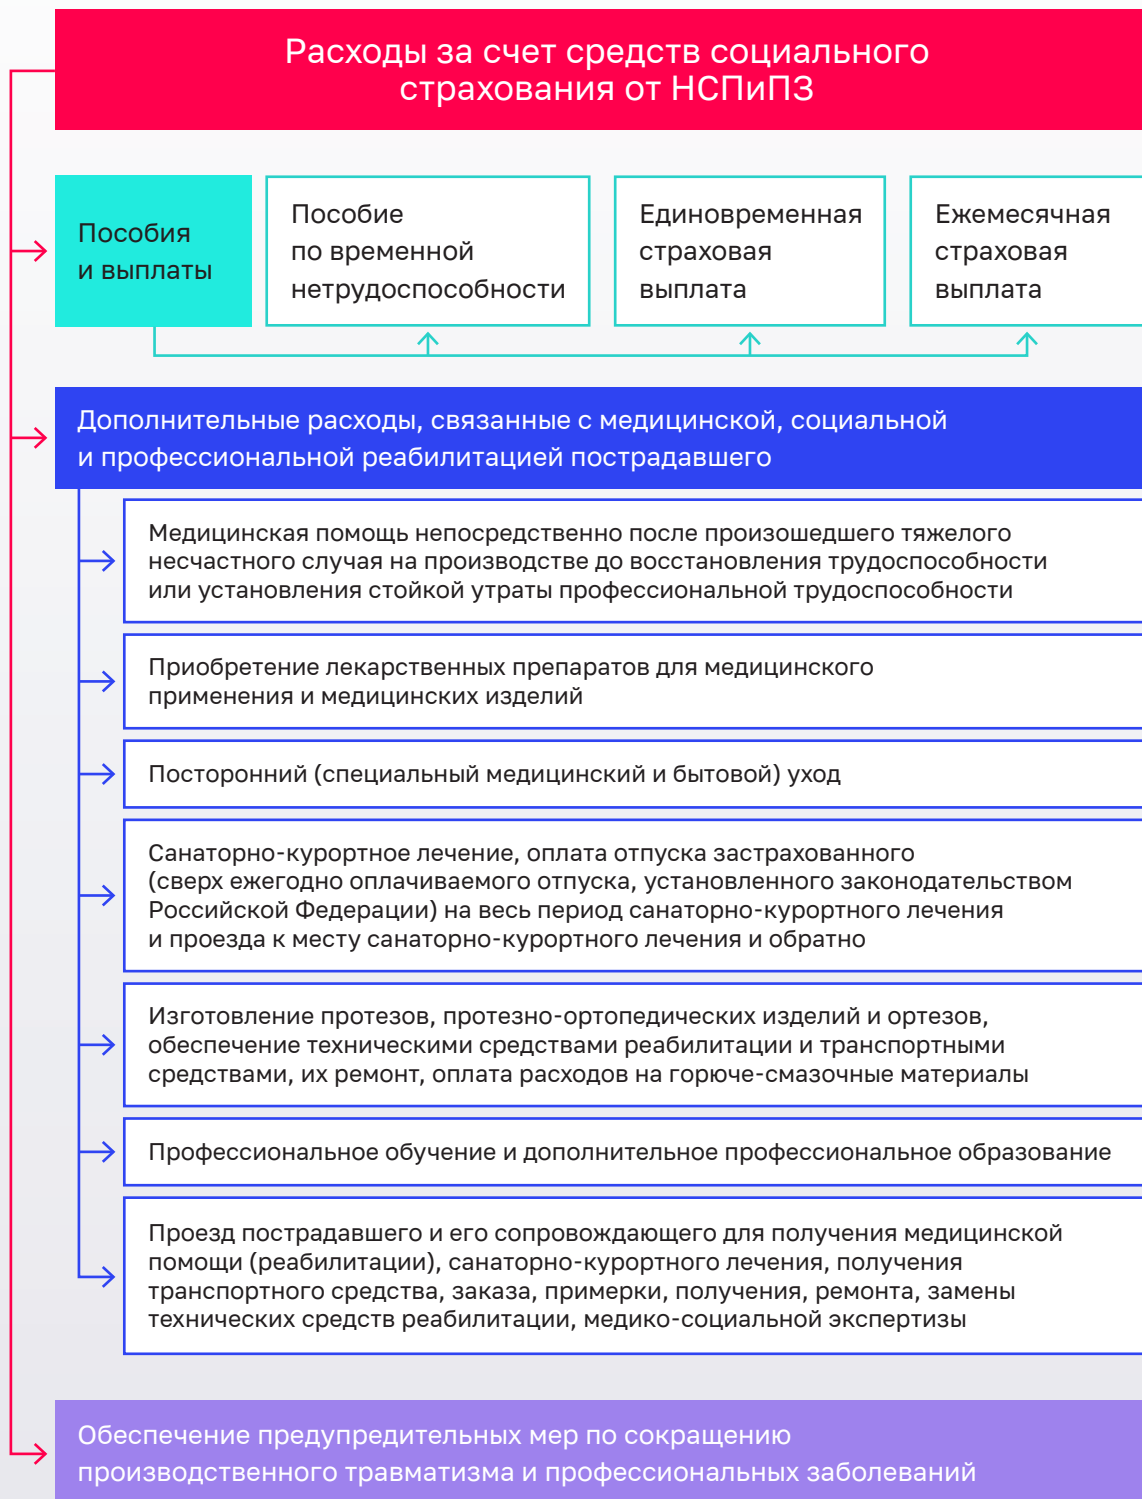 Расходы за счет средств социального
страхования от НСПиПЗ
Пособия
и выплаты
Пособие
по временной
нетрудоспособности
Единовременная
страховая
выплата
Ежемесячная
страховая
выплата
Дополнительные расходы, связанные с медицинской, социальной
и профессиональной реабилитацией пострадавшего
Медицинская помощь непосредственно после произошедшего тяжелого
несчастного случая на производстве до восстановления трудоспособности
или установления стойкой утраты профессиональной трудоспособности
Приобретение лекарственных препаратов для медицинского
применения и медицинских изделий
Посторонний (специальный медицинский и бытовой) уход
Санаторно-курортное лечение, оплата отпуска застрахованного
(сверх ежегодно оплачиваемого отпуска, установленного законодательством
Российской Федерации) на весь период санаторно-курортного лечения
и проезда к месту санаторно-курортного лечения и обратно
Изготовление протезов, протезно-ортопедических изделий и ортезов,
обеспечение техническими средствами реабилитации и транспортными
средствами, их ремонт, оплата расходов на горюче-смазочные материалы
Профессиональное обучение и дополнительное профессиональное образование
Проезд пострадавшего и его сопровождающего для получения медицинской
помощи (реабилитации), санаторно-курортного лечения, получения
транспортного средства, заказа, примерки, получения, ремонта, замены
технических средств реабилитации, медико-социальной экспертизы
Обеспечение предупредительных мер по сокращению
производственного травматизма и профессиональных заболеваний